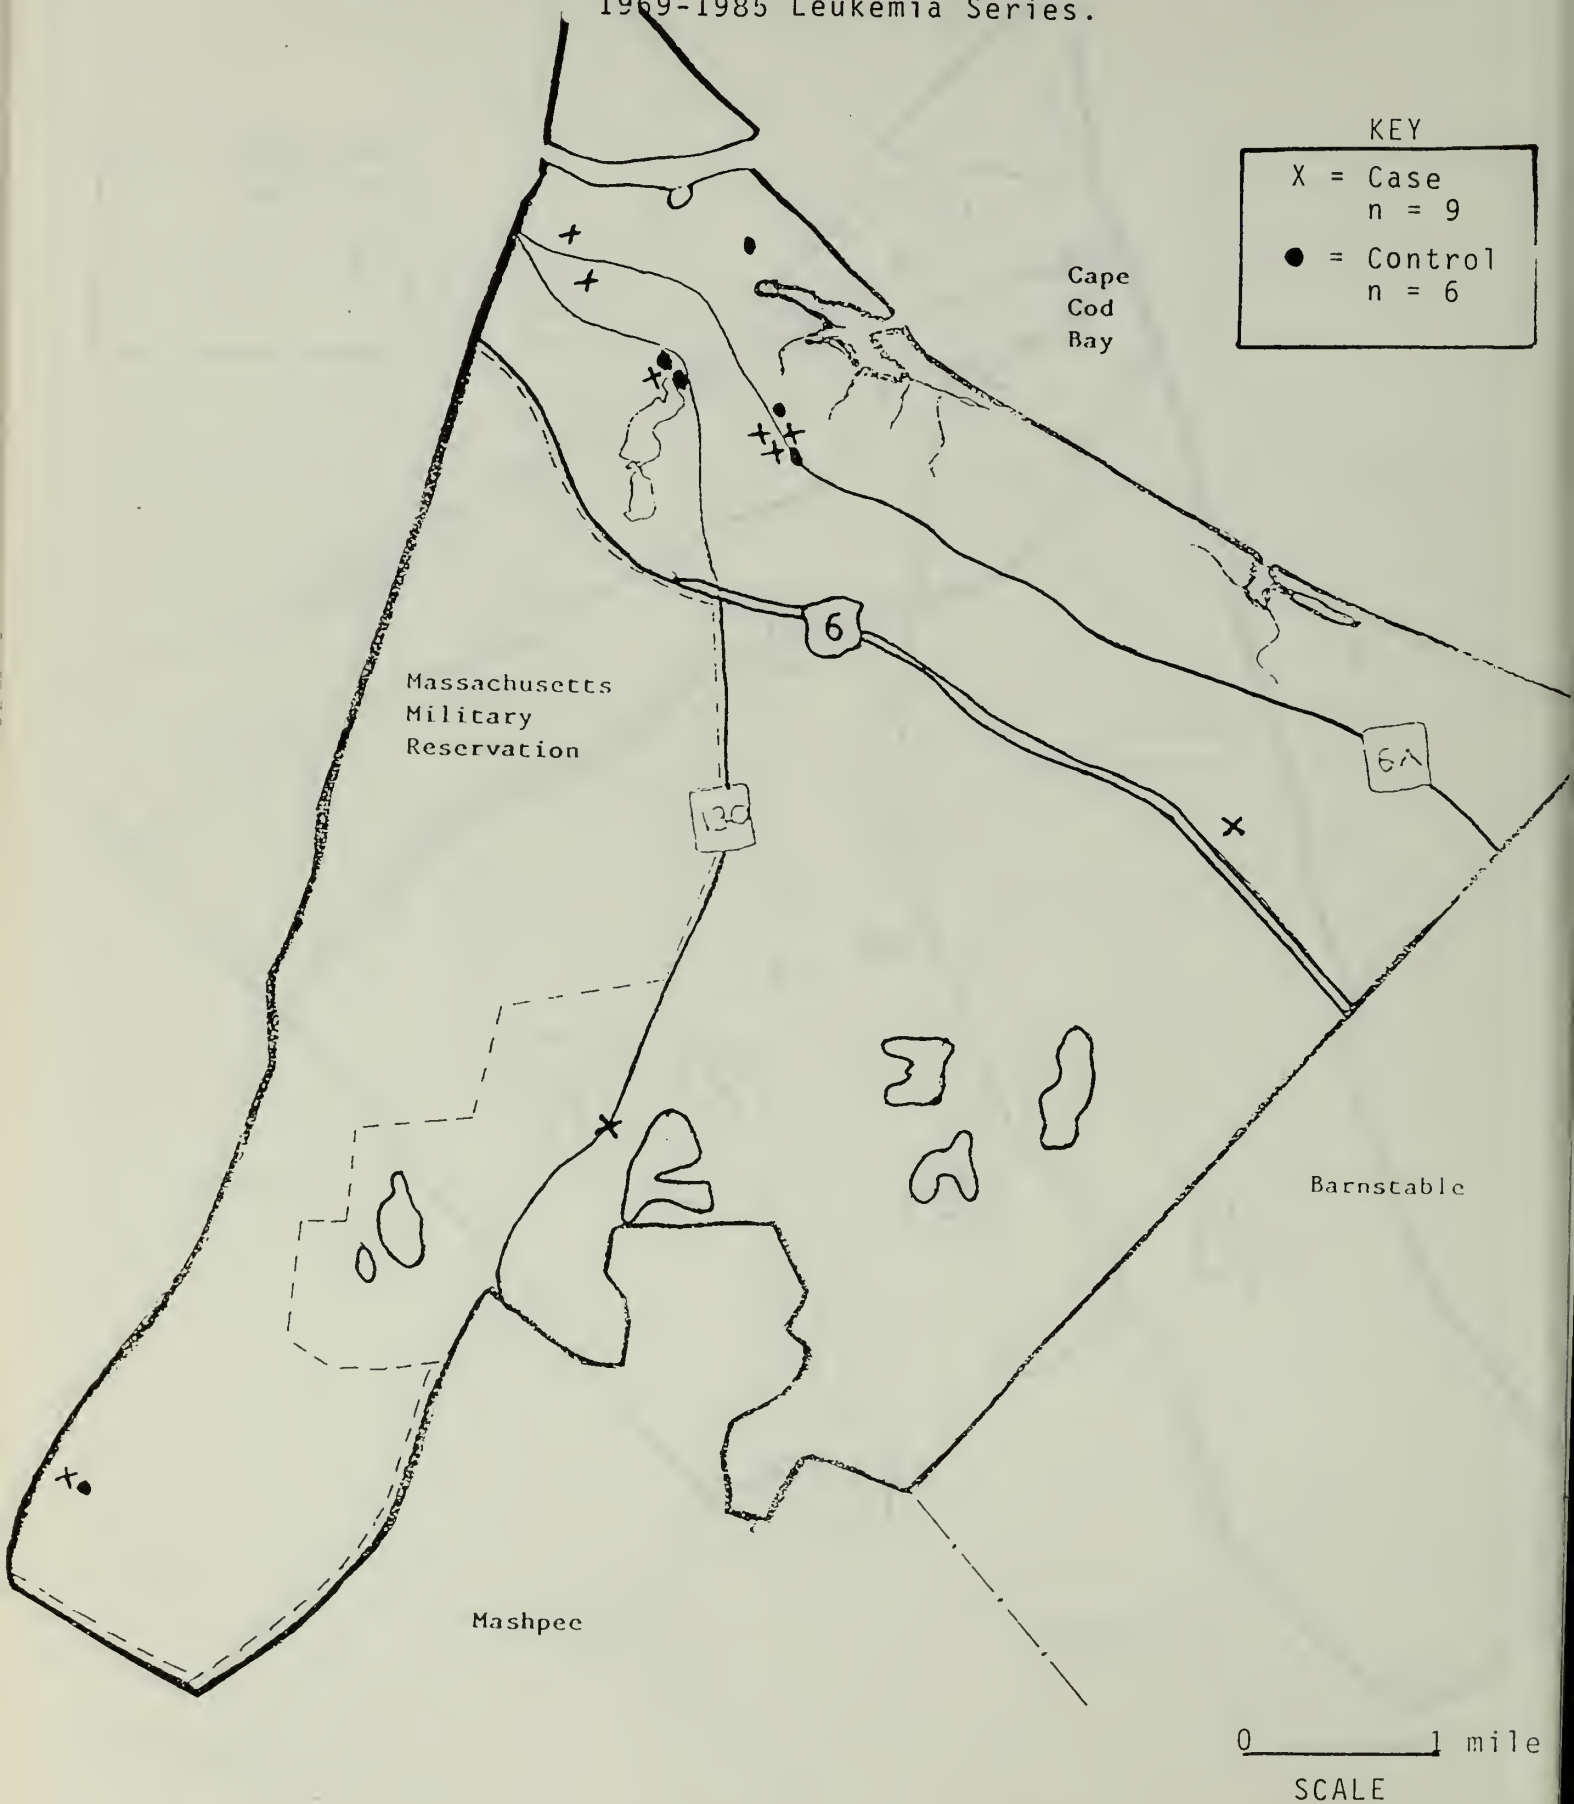 1969-1985 Leukemia Series.
KEY
X = Case
n = 9
● = Control
n = 6
Cape
Cod
Bay
6
Massachusetts
Military
Reservation
6A
130
Barnstable
Mashpee
0 1 mile
SCALE